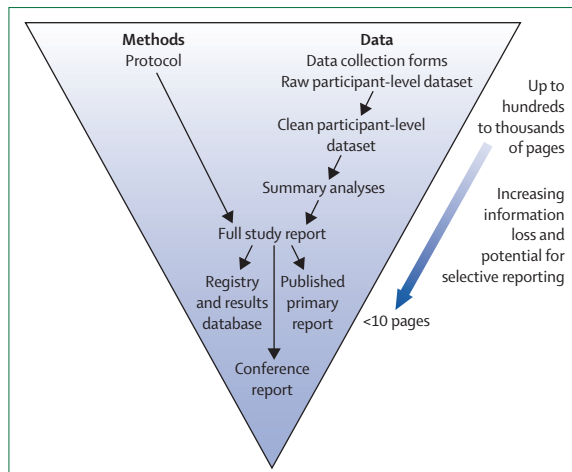 Methods
Protocol
Data
Data collection forms
Raw participant-level dataset
Clean participant-level
dataset
Summary analyses
Full study report
Registry
and results
database
Published
primary
report
Conference
report
Up to
hundreds
to thousands
of pages
Increasing
information
loss and
potential for
selective reporting
<10 pages